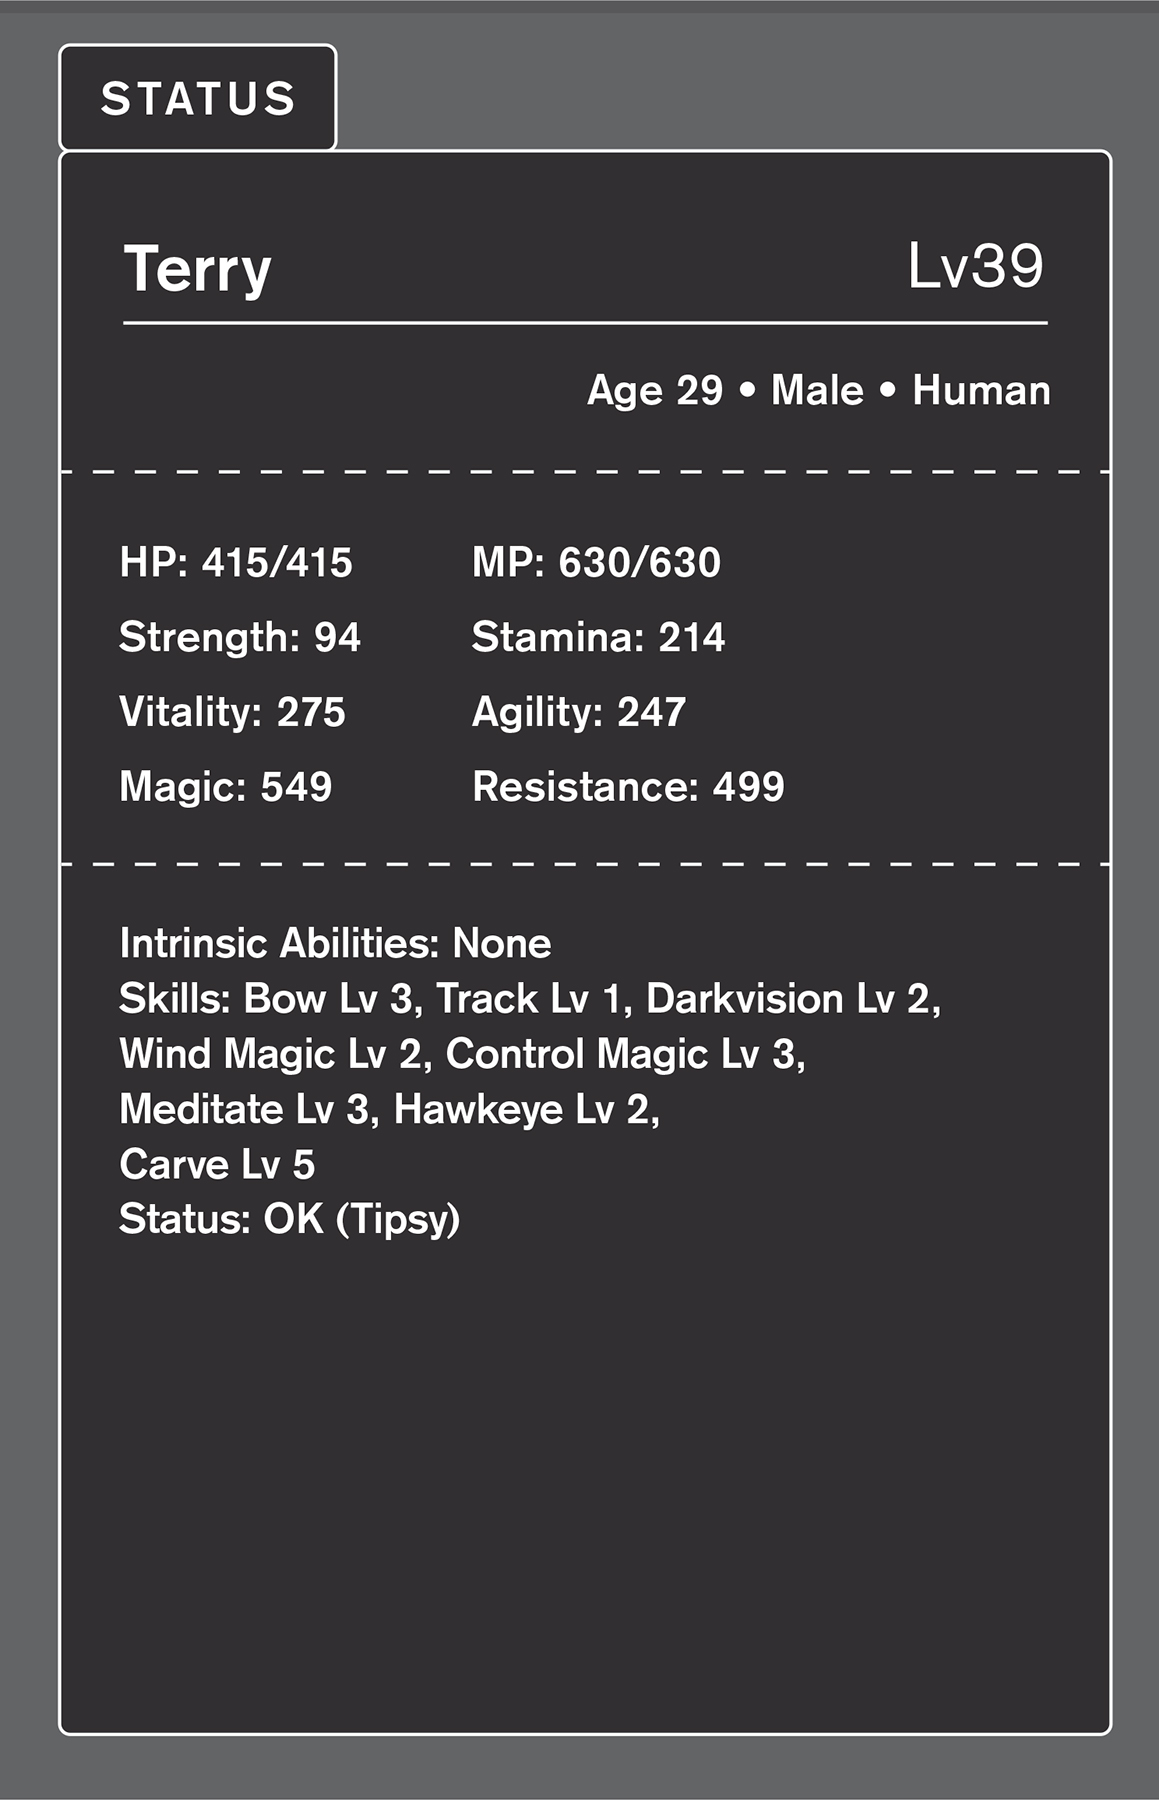 STATUS
Terry Lv39
Age 29 • Male • Human
HP: 415/415 MP: 630/630
Strength: 94 Stamina: 214
Vitality: 275 Agility: 247
Magic: 549 Resistance: 499
Intrinsic Abilities: None
Skills: Bow Lv 3, Track Lv 1, Darkvision Lv 2,
Wind Magic Lv 2, Control Magic Lv 3,
Meditate Lv 3, Hawkeye Lv 2,
Carve Lv 5
Status: OK (Tipsy)